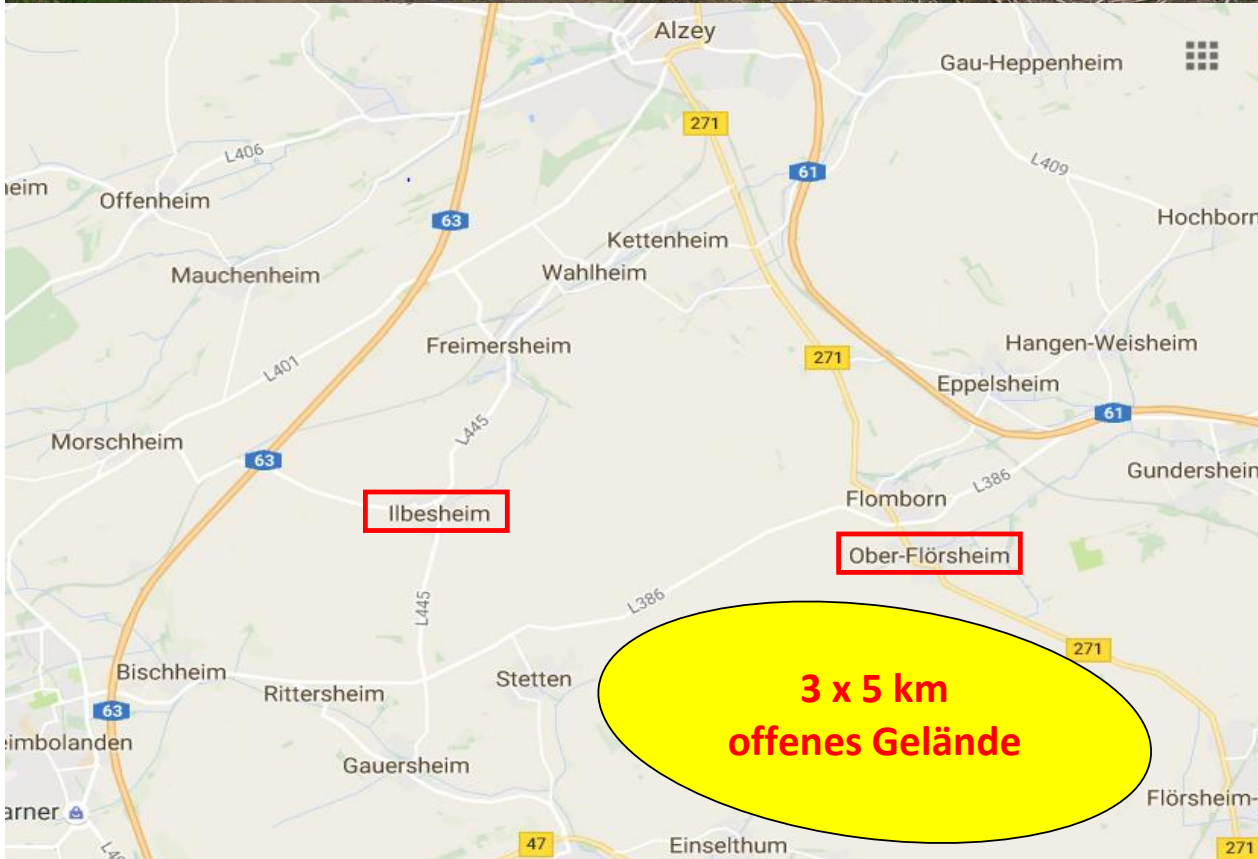 Alzey
Gau-Heppenheim
271
L406
61
L409
eim
Offenheim
63
Hochborn
Kettenheim
Mauchenheim
Wahlheim
Freimersheim
271
Hangen-Weisheim
L401
Eppelsheim
61
Morschheim
L445
63
Gundersheim
L386
Flomborn
Ilbesheim
Ober-Flörsheim
L445
L386
271
Bischheim
Stetten
Rittersheim
3 x 5 km
offenes Gelände
63
eimbolanden
Gauersheim
arner
Flörsheim-
47
Einselthum
271